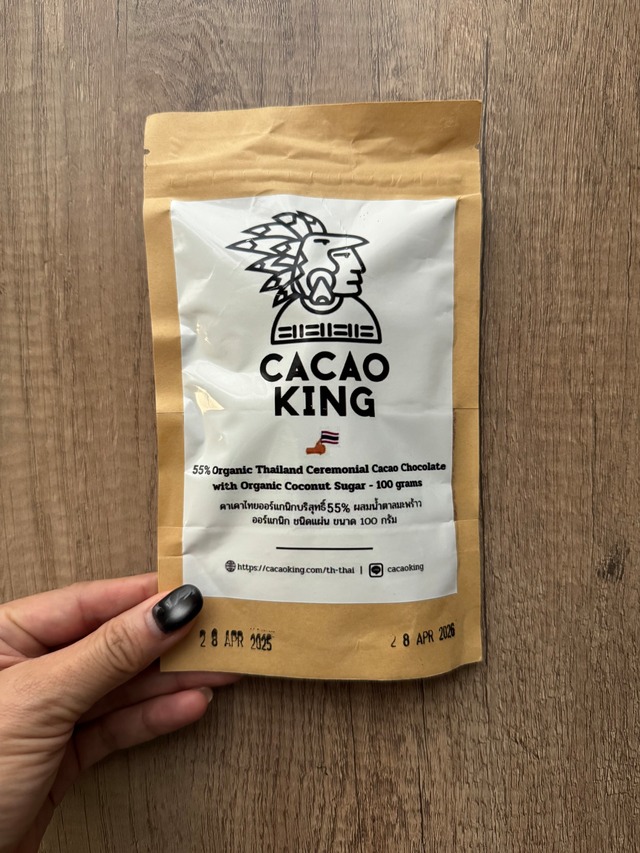 CACAO
KING
55% Organic Thailand Ceremonial Cacao Chocolate
with Organic Coconut Sugar - 100 grams
คาเคาไทยออร์แกนิกบริสุทธิ์ 55% ผสมน้ำตาลมะพร้าว
ออร์แกนิก ชนิดแผ่น ขนาด 100 กรัม
https://cacaoking.com/th-thai | LINE cacaoking
28 APR 2025 28 APR 2026